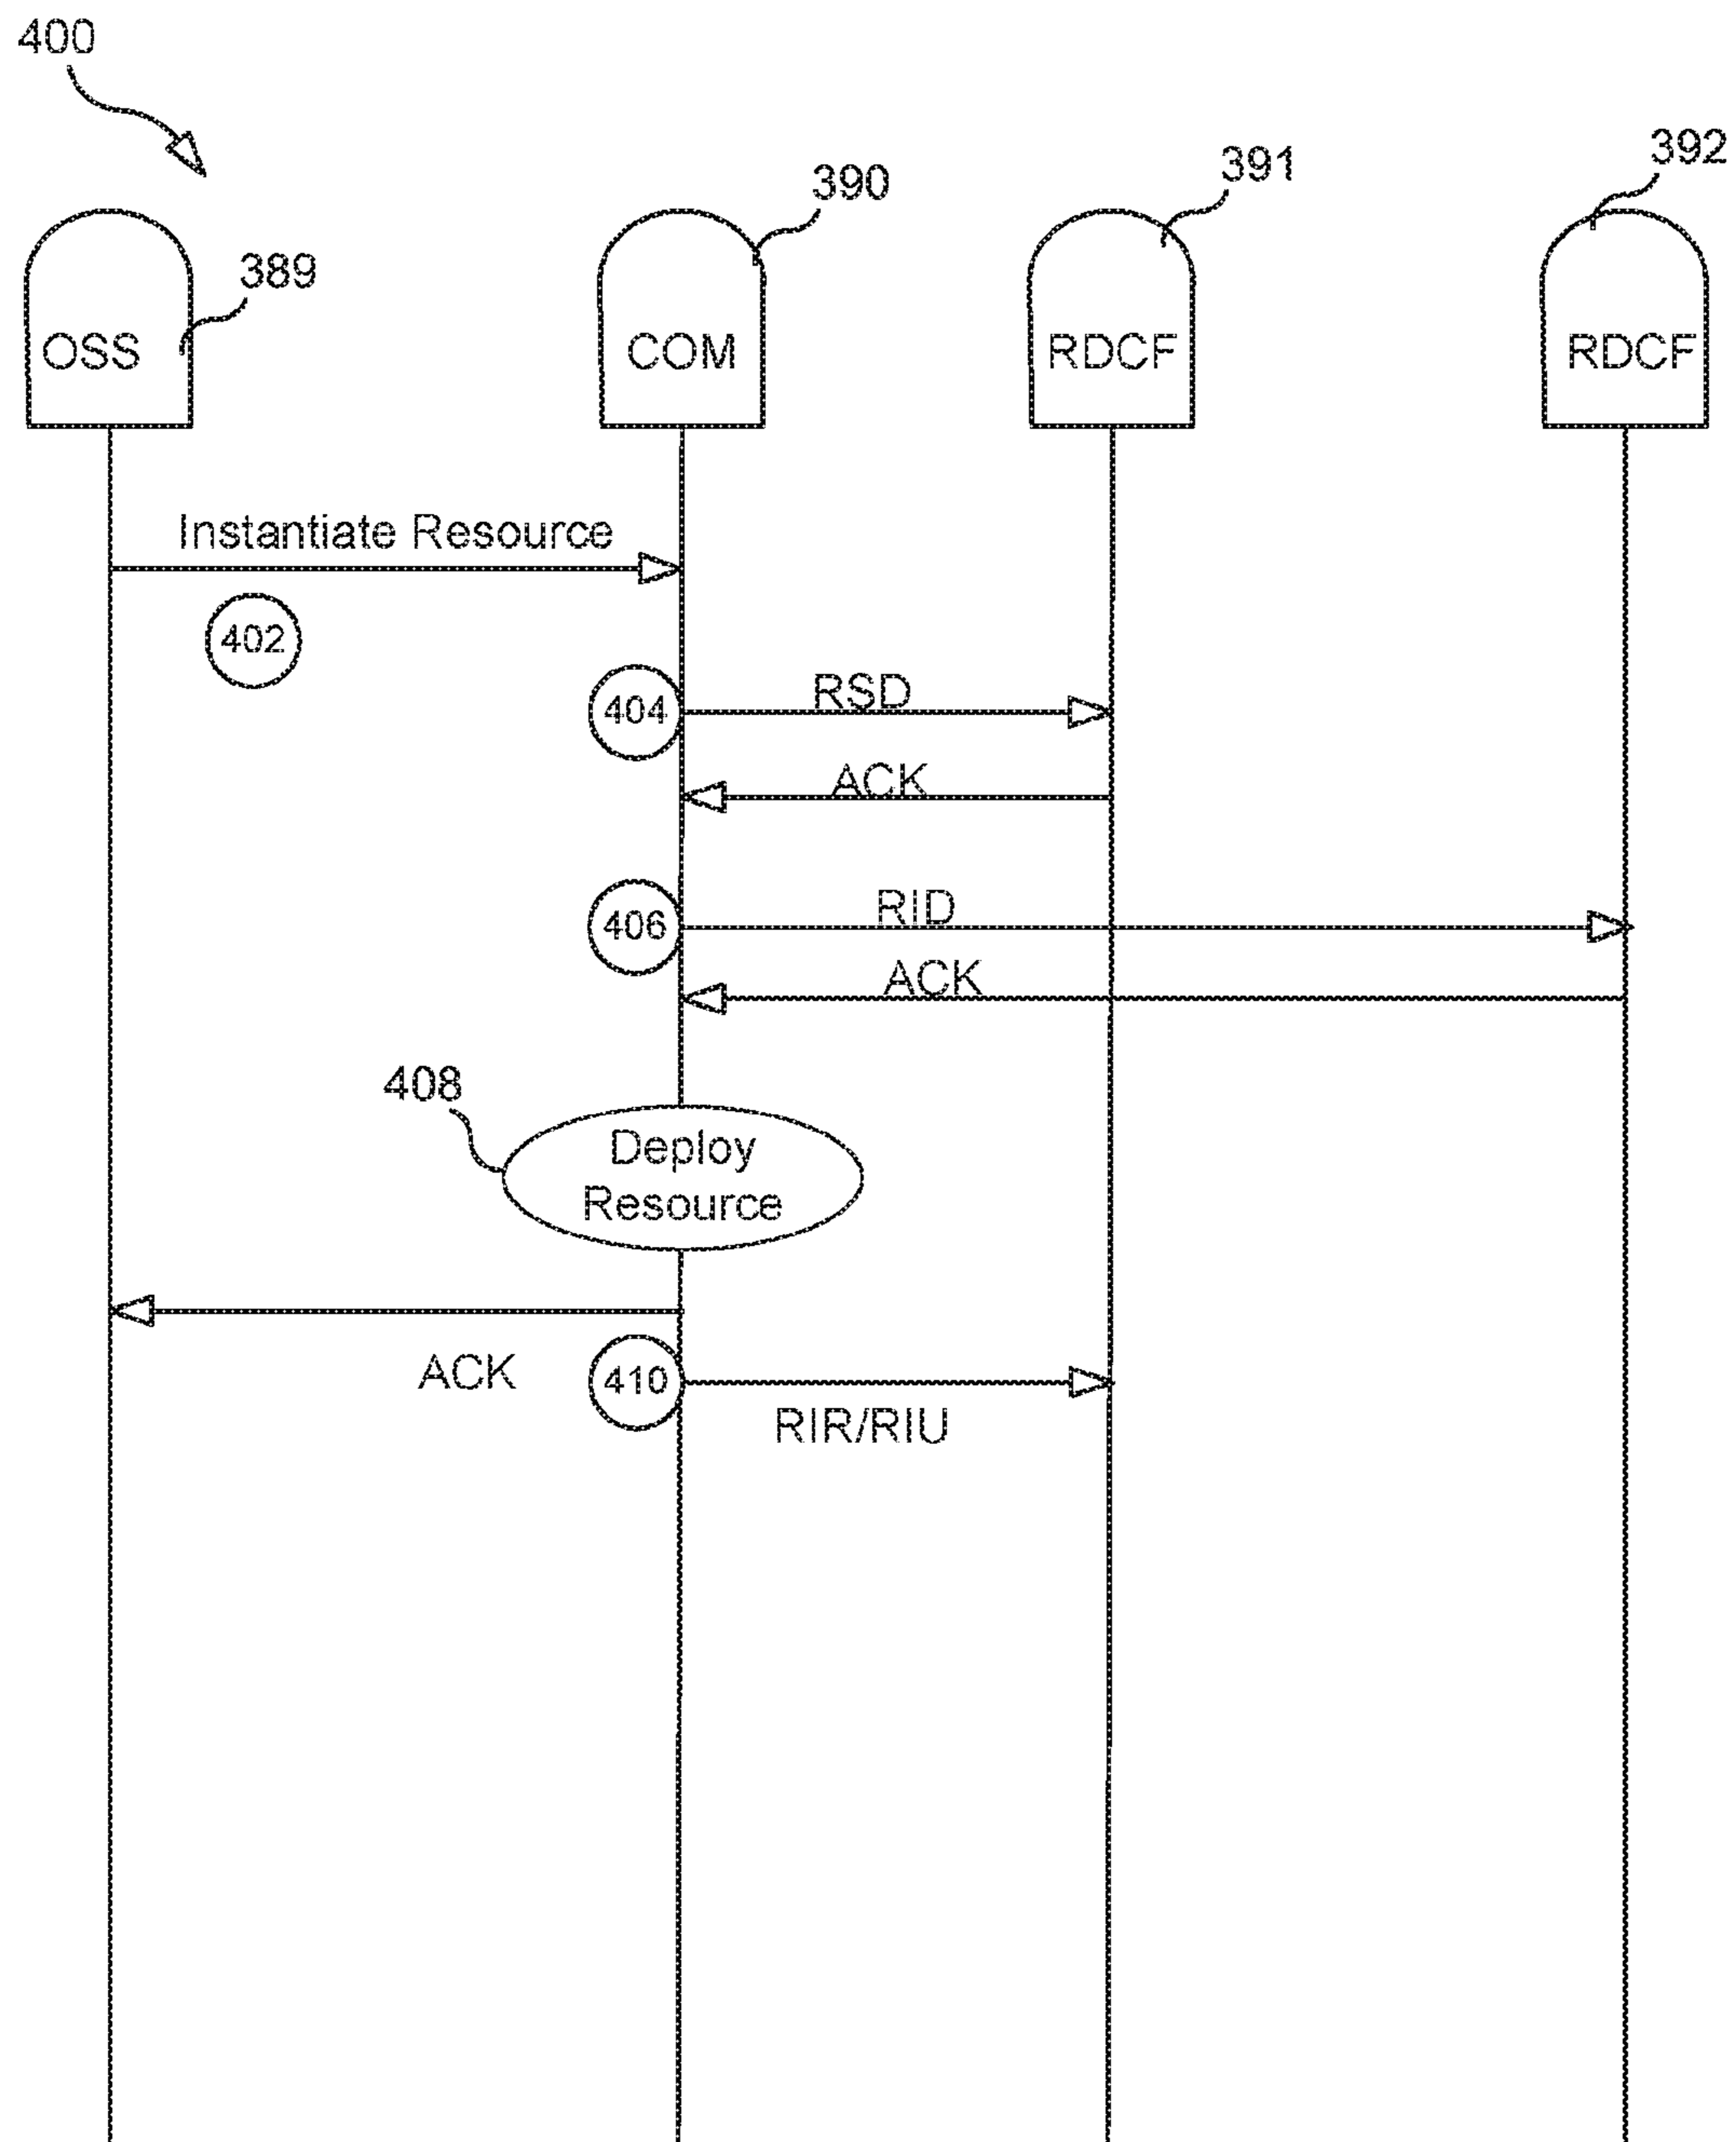 400
392
391
390
389
OSS
COM
RDCF
RDCF
Instantiate Resource
402
404
RSD
ACK
406
RID
ACK
408
Deploy
Resource
ACK
410
RIR/RIU